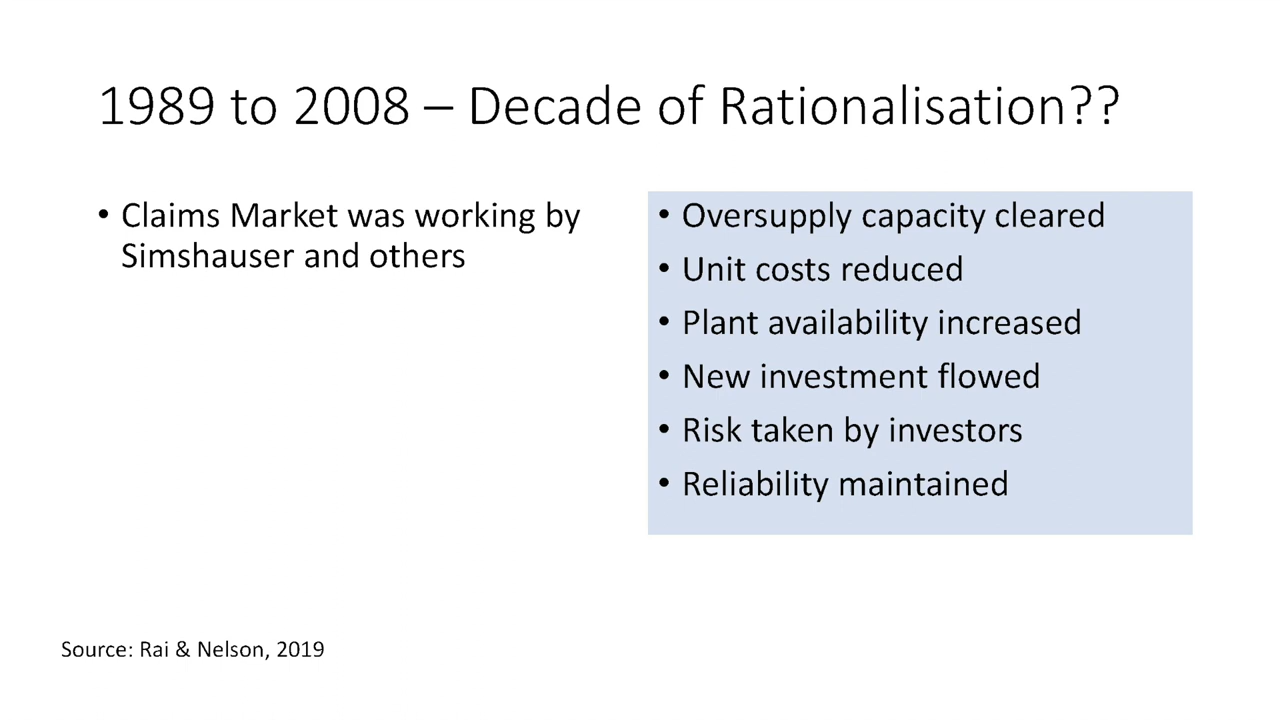 1989 to 2008 – Decade of Rationalisation??
• Claims Market was working by
Simshauser and others
• Oversupply capacity cleared
• Unit costs reduced
• Plant availability increased
• New investment flowed
• Risk taken by investors
• Reliability maintained
Source: Rai & Nelson, 2019